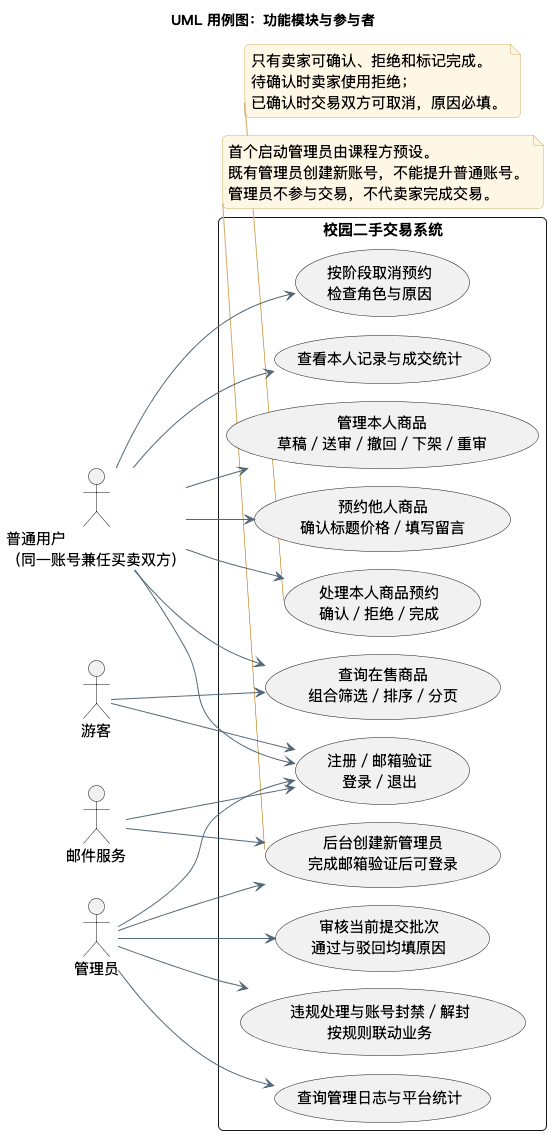 UML 用例图：功能模块与参与者
只有卖家可确认、拒绝和标记完成。
待确认时卖家使用拒绝；
已确认时交易双方可取消，原因必填。
首个启动管理员由课程方预设。
既有管理员创建新账号，不能提升普通账号。
管理员不参与交易，不代卖家完成交易。
校园二手交易系统
按阶段取消预约
检查角色与原因
查看本人记录与成交统计
管理本人商品
草稿 / 送审 / 撤回 / 下架 / 重审
预约他人商品
确认标题价格 / 填写留言
普通用户
（同一账号兼任买卖双方）
处理本人商品预约
确认 / 拒绝 / 完成
查询在售商品
组合筛选 / 排序 / 分页
游客
注册 / 邮箱验证
登录 / 退出
邮件服务
后台创建新管理员
完成邮箱验证后可登录
审核当前提交批次
通过与驳回均填原因
管理员
违规处理与账号封禁 / 解封
按规则联动业务
查询管理日志与平台统计